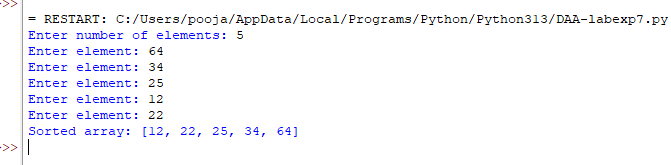 >>
= RESTART: C:/Users/pooja/AppData/Local/Programs/Python/Python313/DAA-labexp7.py
Enter number of elements: 5
Enter element: 64
Enter element: 34
Enter element: 25
Enter element: 12
Enter element: 22
Sorted array: [12, 22, 25, 34, 64]
>>